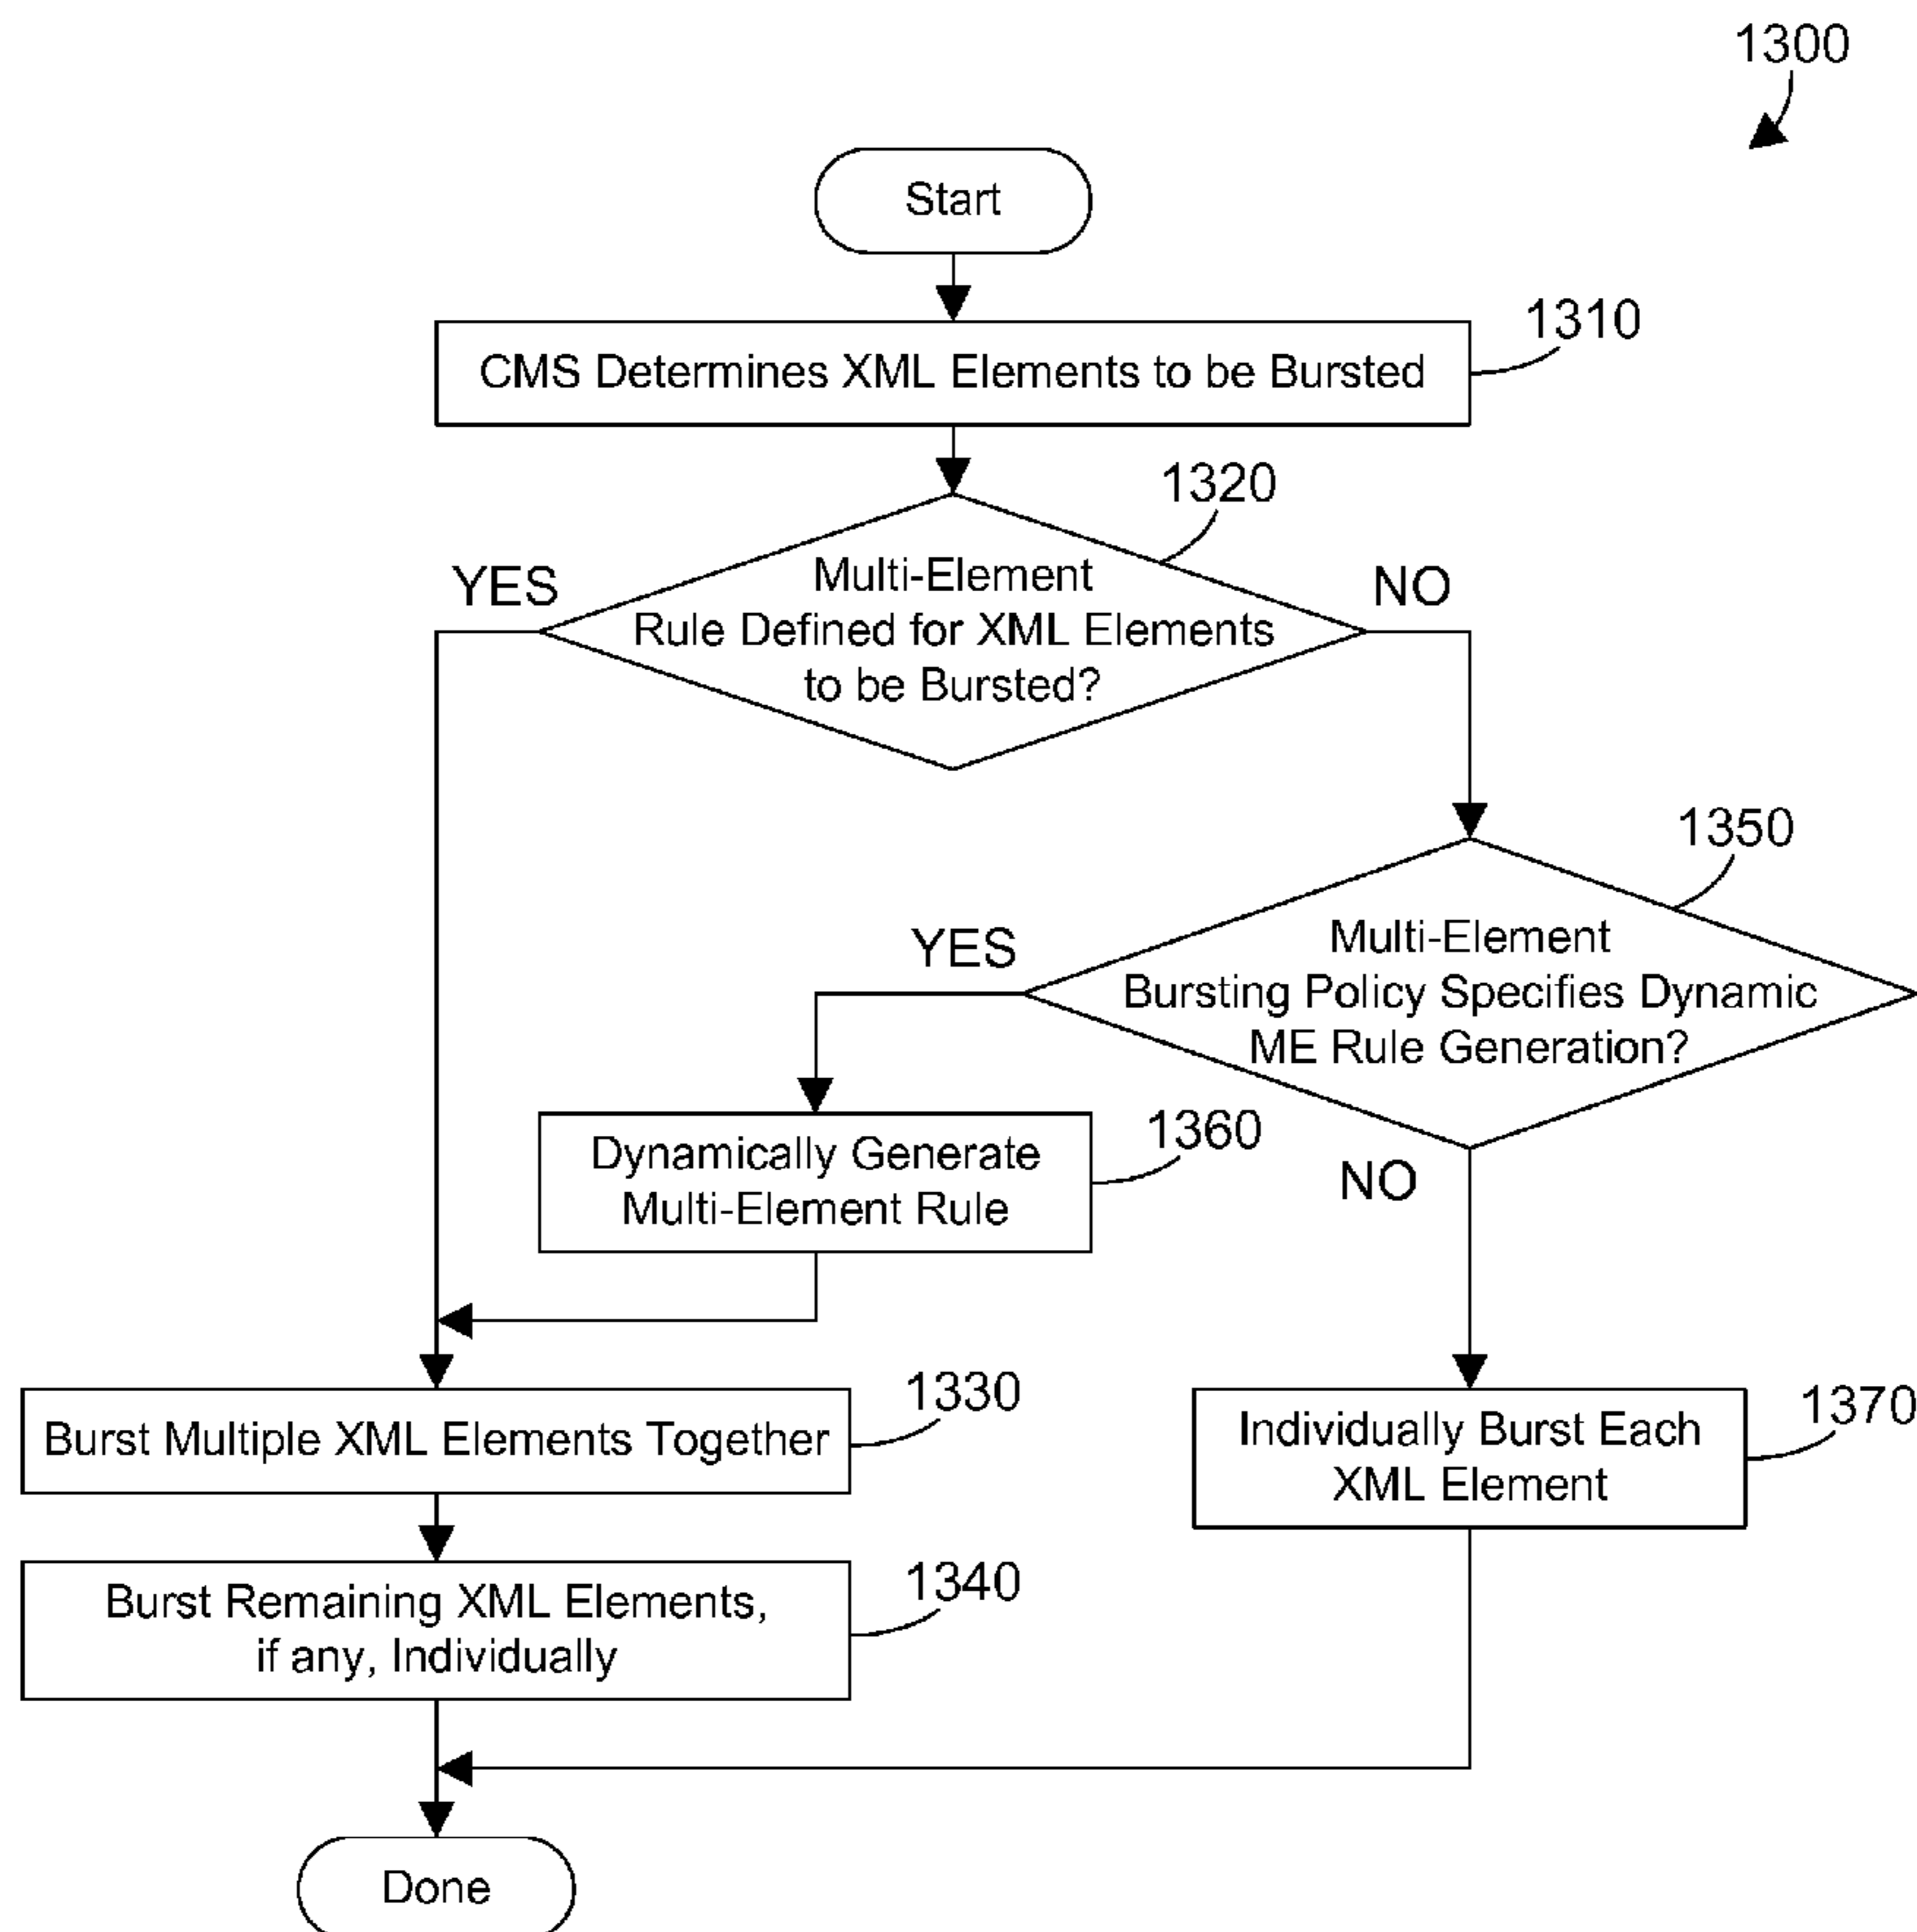 1300
Start
1310
CMS Determines XML Elements to be Bursted
1320
YES
Multi-Element
Rule Defined for XML Elements
to be Bursted?
NO
1350
YES
Multi-Element
Bursting Policy Specifies Dynamic
ME Rule Generation?
1360
Dynamically Generate
Multi-Element Rule
NO
1330
Burst Multiple XML Elements Together
1370
Individually Burst Each
XML Element
1340
Burst Remaining XML Elements,
if any, Individually
Done